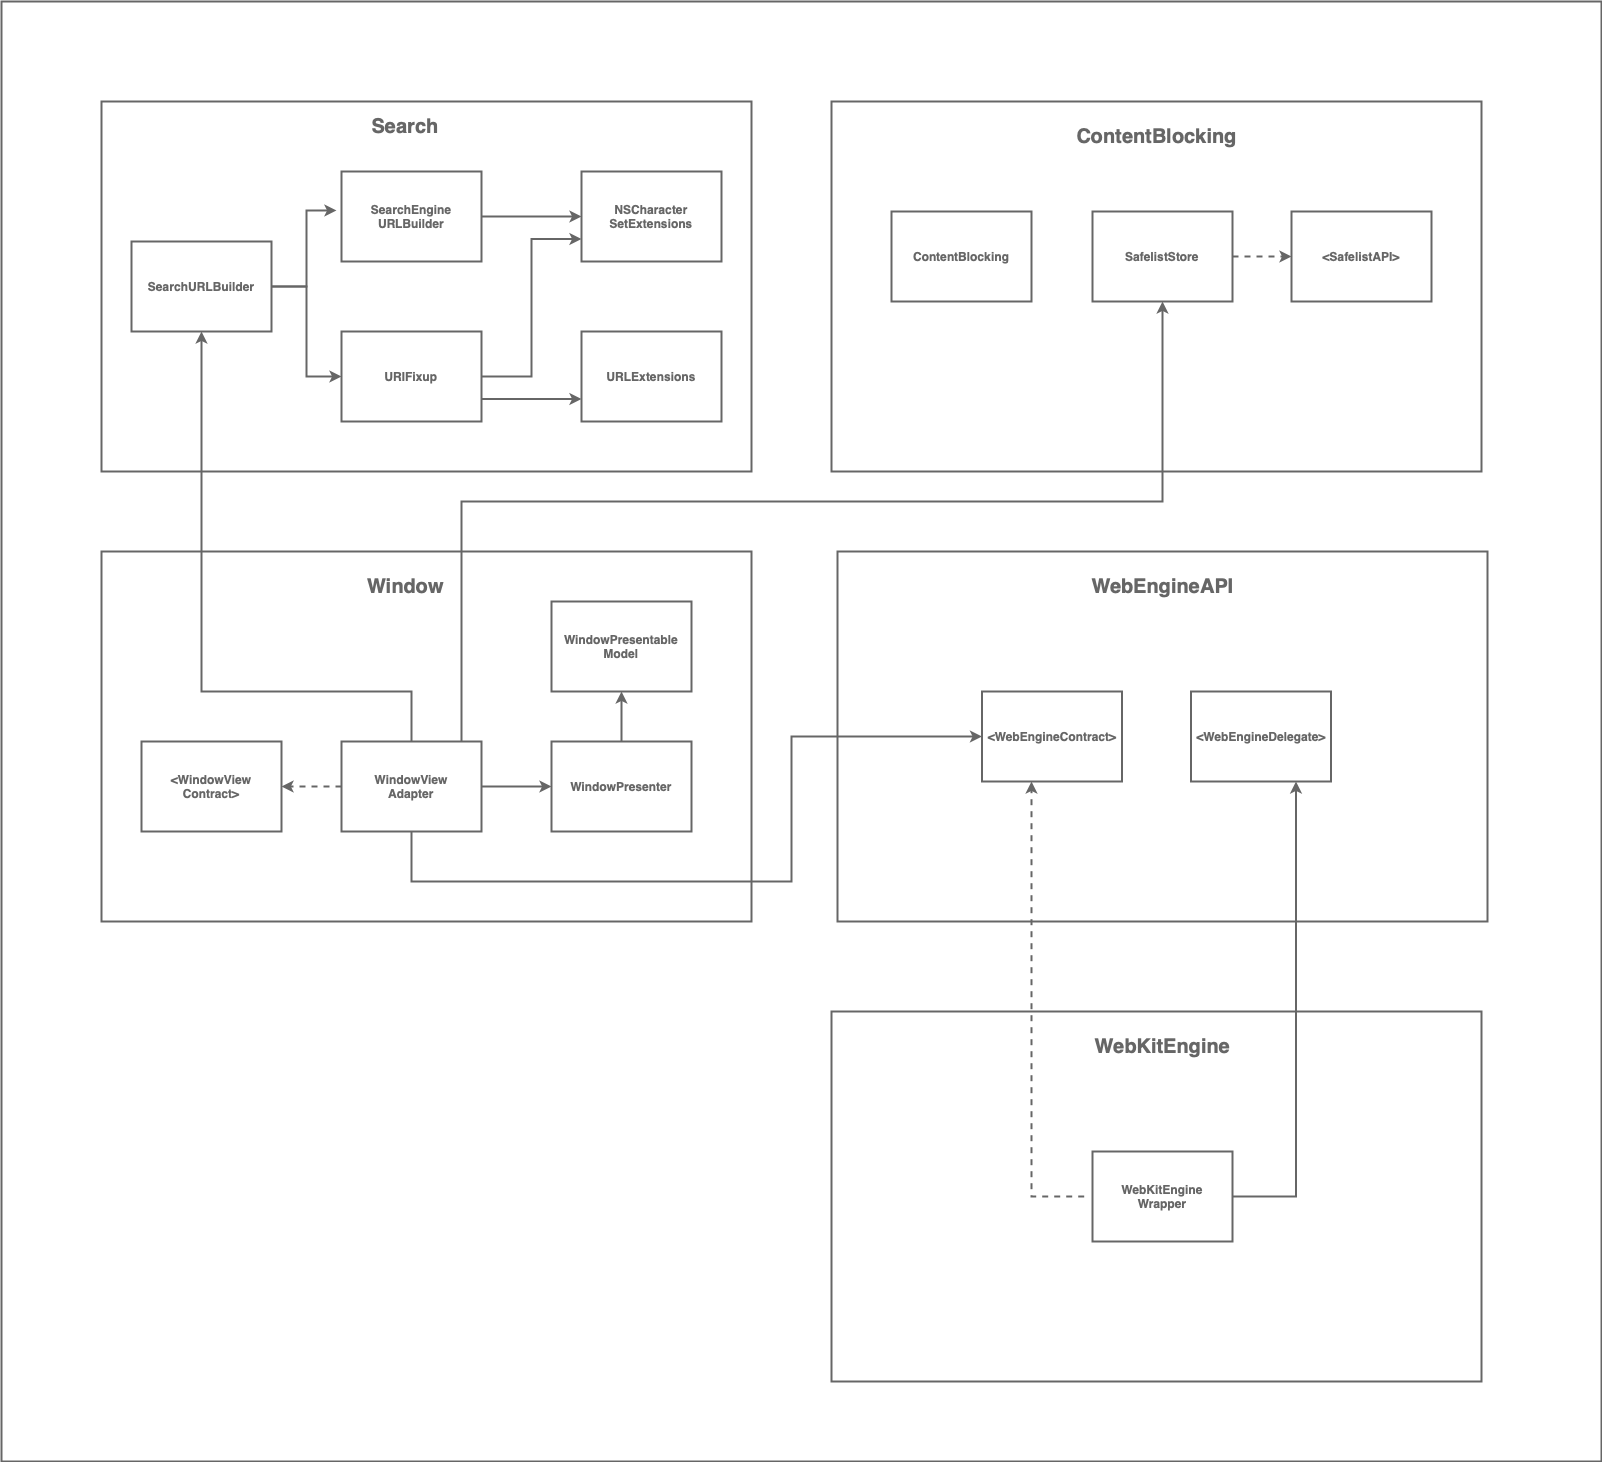 Search
SearchEngine
URLBuilder
NSCharacter
SetExtensions
SearchURLBuilder
URIFixup
URLExtensions
ContentBlocking
ContentBlocking
SafelistStore
<SafelistAPI>
Window
WindowPresentable
Model
<WindowView
Contract>
WindowView
Adapter
WindowPresenter
WebEngineAPI
<WebEngineContract>
<WebEngineDelegate>
WebKitEngine
WebKitEngine
Wrapper